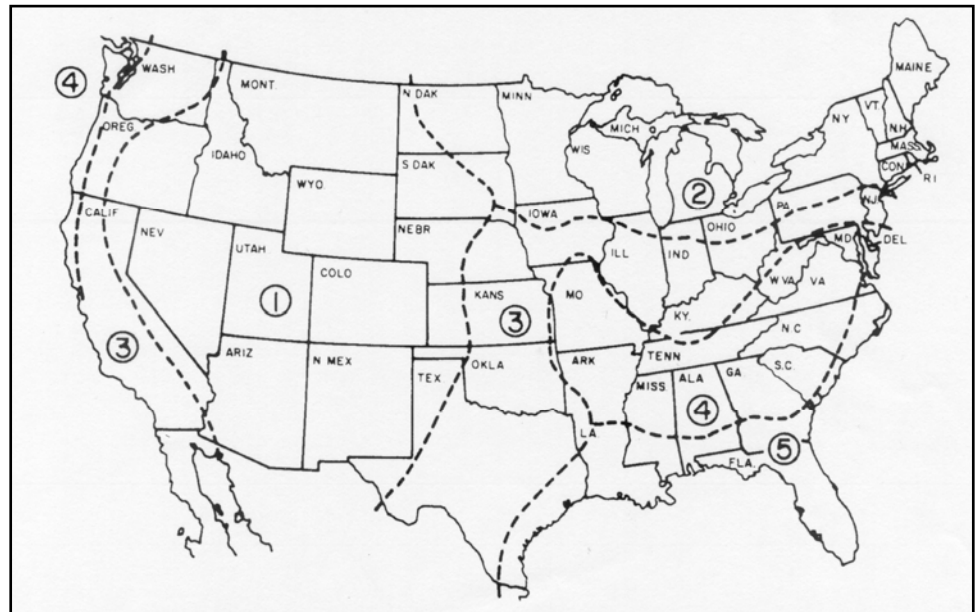 WASH
④
MONT.
N DAK
MINN
MAINE
VT.
NY
N.H
MICH
OREG.
WIS
MASS.
CON
R I
IDAHO
S DAK
WYO.
②
PA
NJ
CALIF
IOWA
NEBR
NEV
UTAH
OHIO
DEL
MD
ILL
IND
COLO
W.VA
VA
①
KANS
MO
③
③
KY.
N.C
TENN
ARIZ
N MEX
OKLA
ARK
S.C.
TEX.
MISS.
ALA
GA
④
LA.
⑤
FLA.